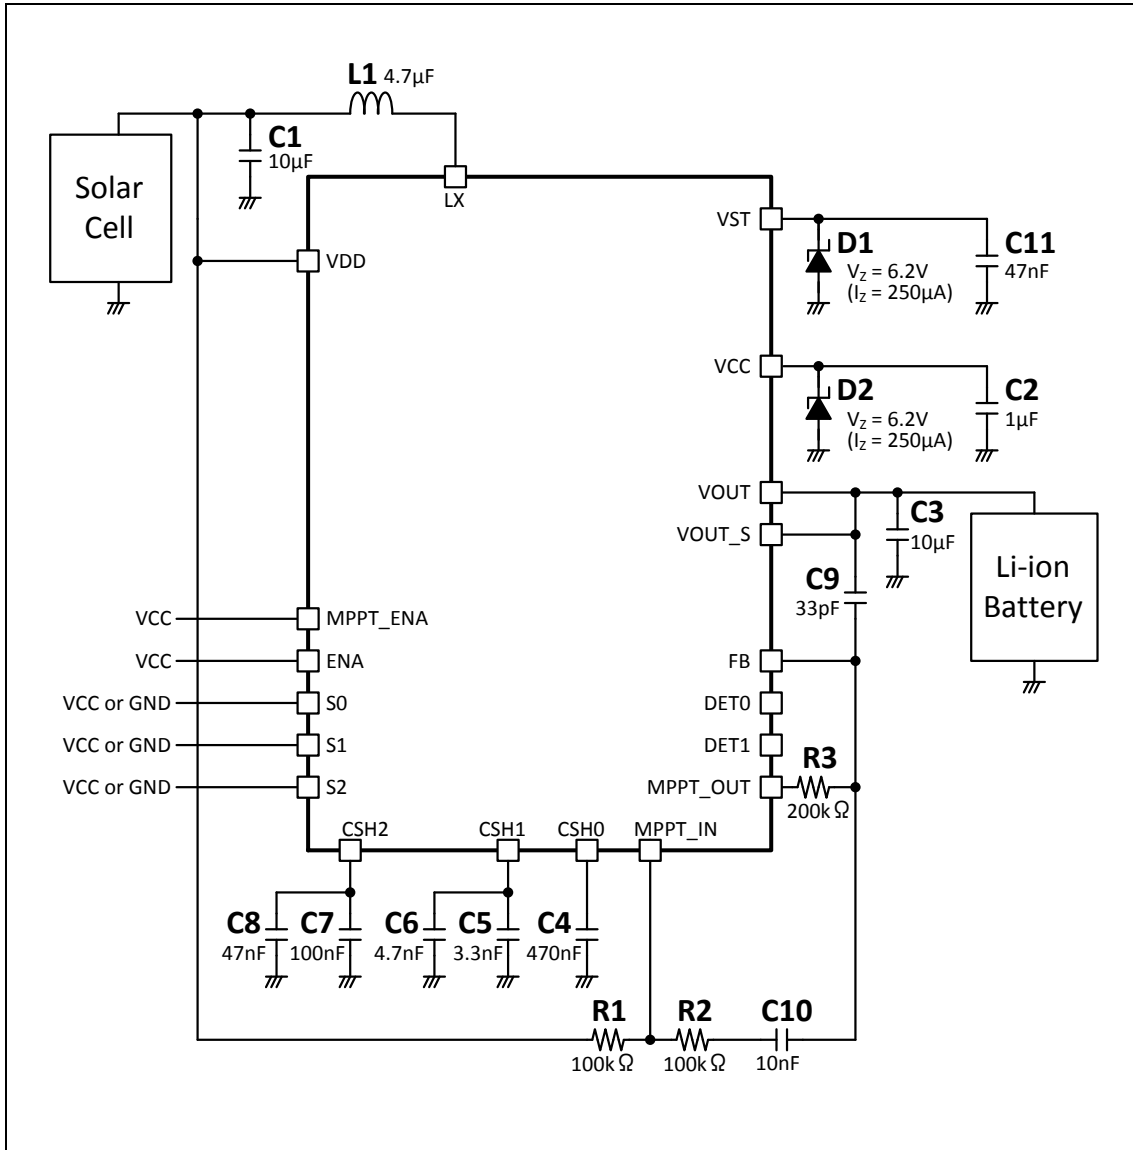 L1 4.7µF
C1
10µF
Solar
Cell
LX
VST
D1
VZ = 6.2V
(IZ = 250µA)
C11
47nF
VDD
VCC
D2
VZ = 6.2V
(IZ = 250µA)
C2
1µF
VOUT
VOUT_S
C3
10µF
Li-ion
Battery
C9
33pF
VCC
MPPT_ENA
VCC
ENA
FB
VCC or GND
S0
DET0
VCC or GND
S1
DET1
VCC or GND
S2
MPPT_OUT
R3
200kΩ
CSH2
CSH1
CSH0
MPPT_IN
C8
47nF
C7
100nF
C6
4.7nF
C5
3.3nF
C4
470nF
R1
100kΩ
R2
100kΩ
C10
10nF